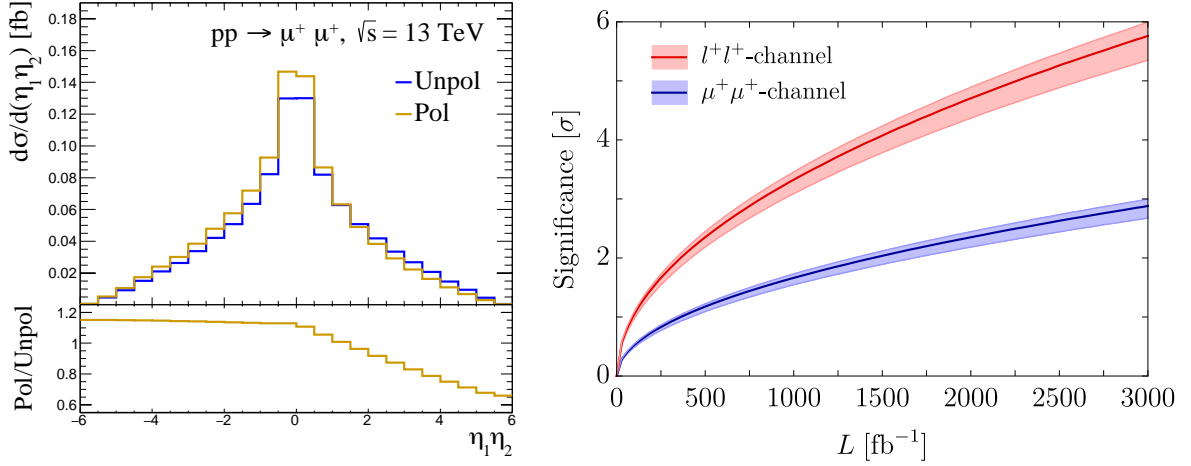 pp → μ⁺ μ⁺, √s = 13 TeV
Unpol
Pol
dσ/d(η₁η₂) [fb]
0.18
0.16
0.14
0.12
0.10
0.08
0.06
0.04
0.02
Pol/Unpol
1.2
1
0.8
0.6
−6 −4 −2 0 2 4 6
η₁η₂
l⁺l⁺-channel
μ⁺μ⁺-channel
Significance [σ]
6
4
2
0
0 500 1000 1500 2000 2500 3000
L [fb⁻¹]